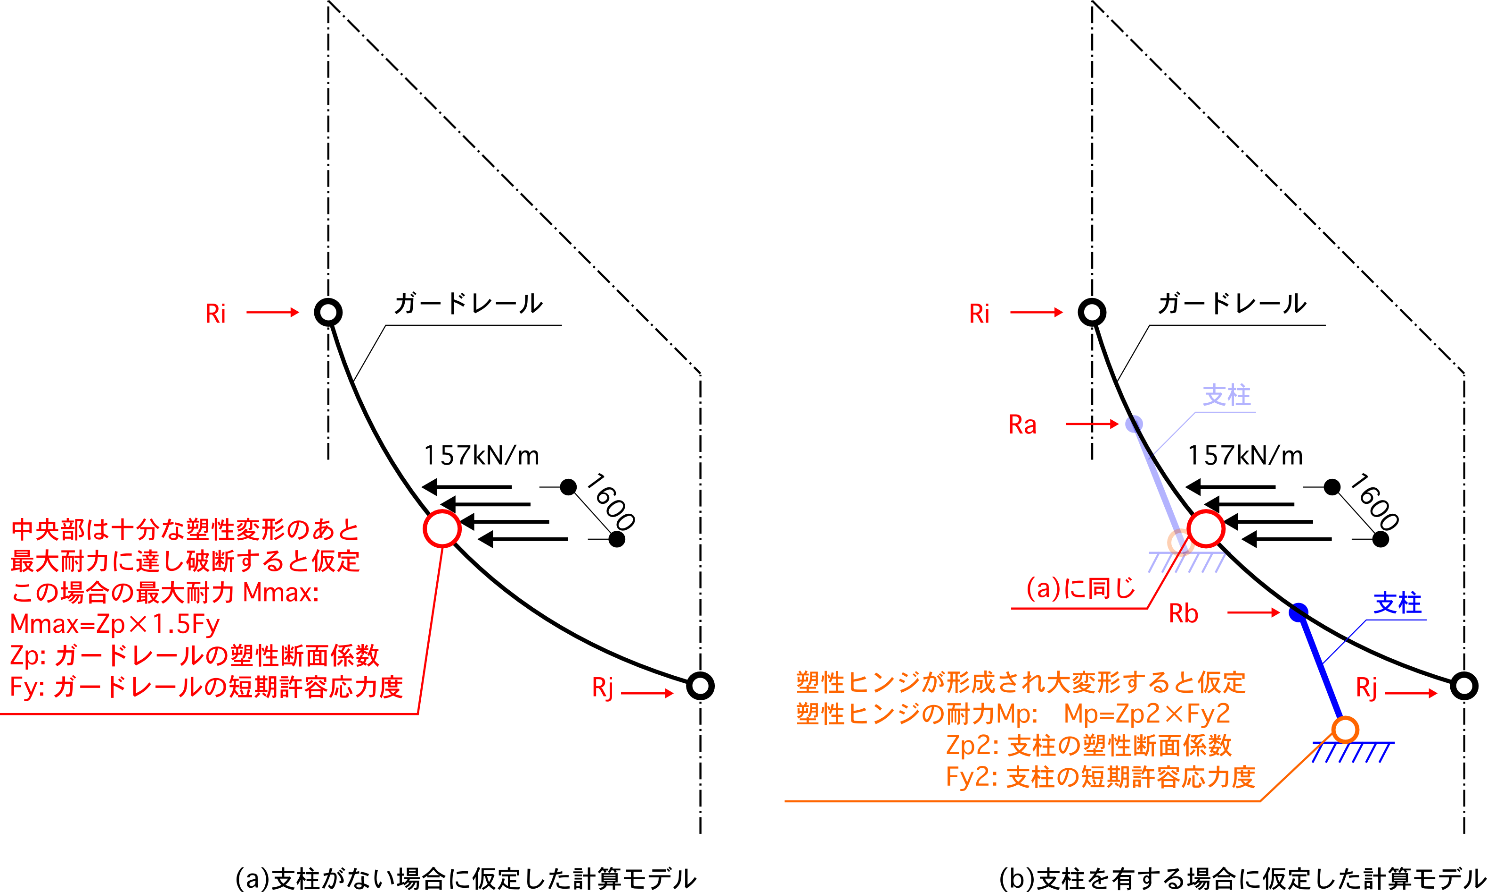 ガードレール
Ri
157kN/m
1600
中央部は十分な塑性変形のあと
最大耐力に達し破断すると仮定
この場合の最大耐力 Mmax:
Mmax=Zp×1.5Fy
Zp: ガードレールの塑性断面係数
Fy: ガードレールの短期許容応力度
Rj
(a)支柱がない場合に仮定した計算モデル
ガードレール
Ri
支柱
Ra
157kN/m
1600
(a)に同じ
Rb
支柱
Rj
塑性ヒンジが形成され大変形すると仮定
塑性ヒンジの耐力Mp: Mp=Zp2×Fy2
Zp2: 支柱の塑性断面係数
Fy2: 支柱の短期許容応力度
(b)支柱を有する場合に仮定した計算モデル